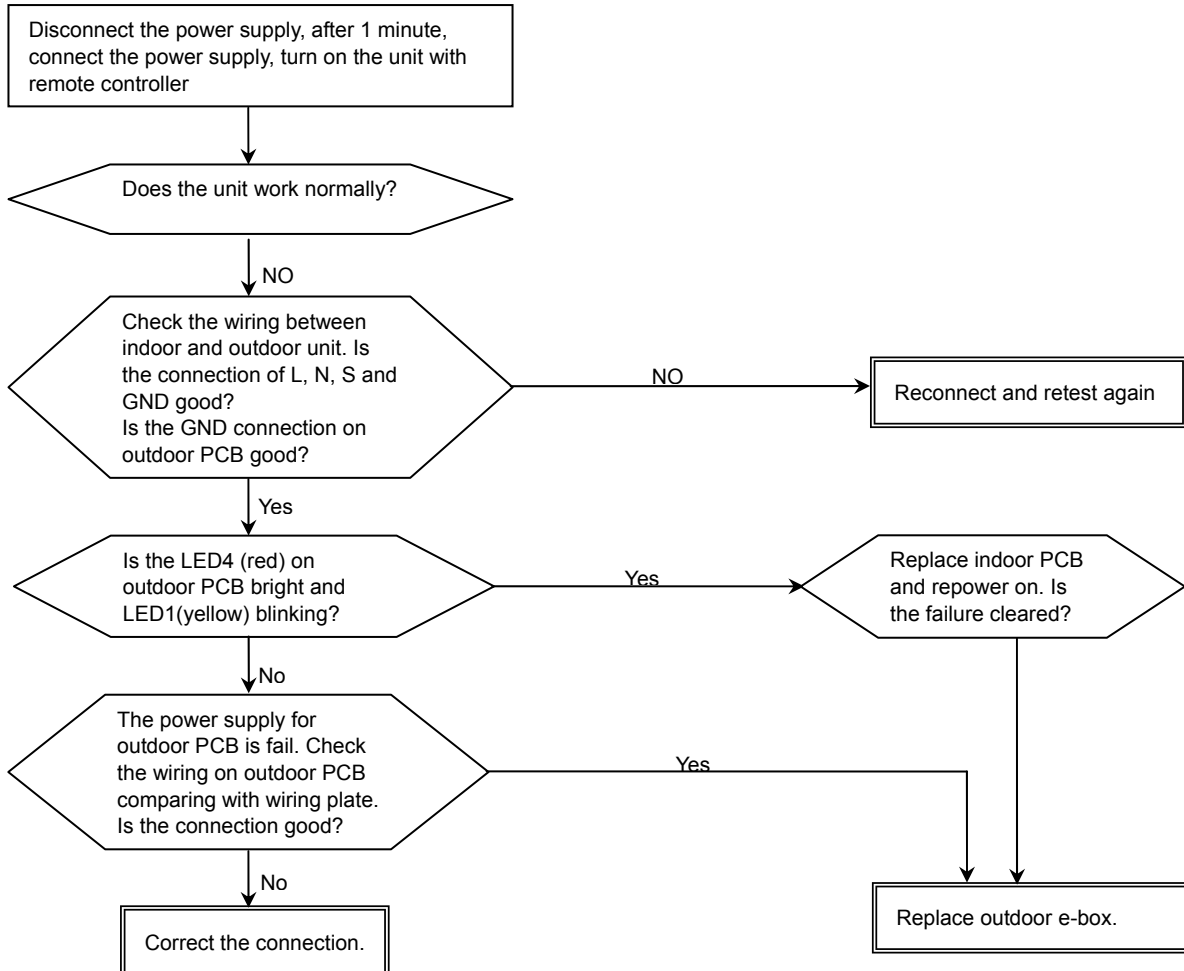 Disconnect the power supply, after 1 minute,
connect the power supply, turn on the unit with
remote controller
Does the unit work normally?
NO
Check the wiring between
indoor and outdoor unit. Is
the connection of L, N, S and
GND good?
Is the GND connection on
outdoor PCB good?
NO
Reconnect and retest again
Yes
Is the LED4 (red) on
outdoor PCB bright and
LED1(yellow) blinking?
Yes
Replace indoor PCB
and repower on. Is
the failure cleared?
No
The power supply for
outdoor PCB is fail. Check
the wiring on outdoor PCB
comparing with wiring plate.
Is the connection good?
Yes
No
Correct the connection.
Replace outdoor e-box.